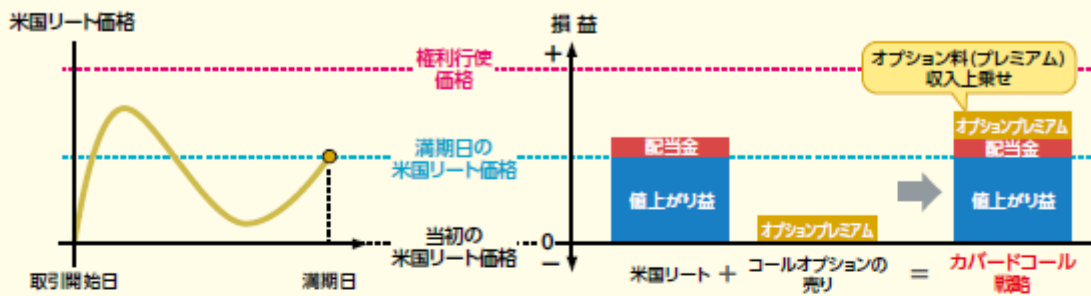 米国リート価格
権利行使
価格
満期日の
米国リート価格
当初の
米国リート価格
取引開始日
満期日
損益
+
0
−
配当金
値上がり益
オプションプレミアム
オプション料(プレミアム)
収入上乗せ
オプションプレミアム
配当金
値上がり益
米国リート + コールオプションの
売り
= カバードコール
戦略